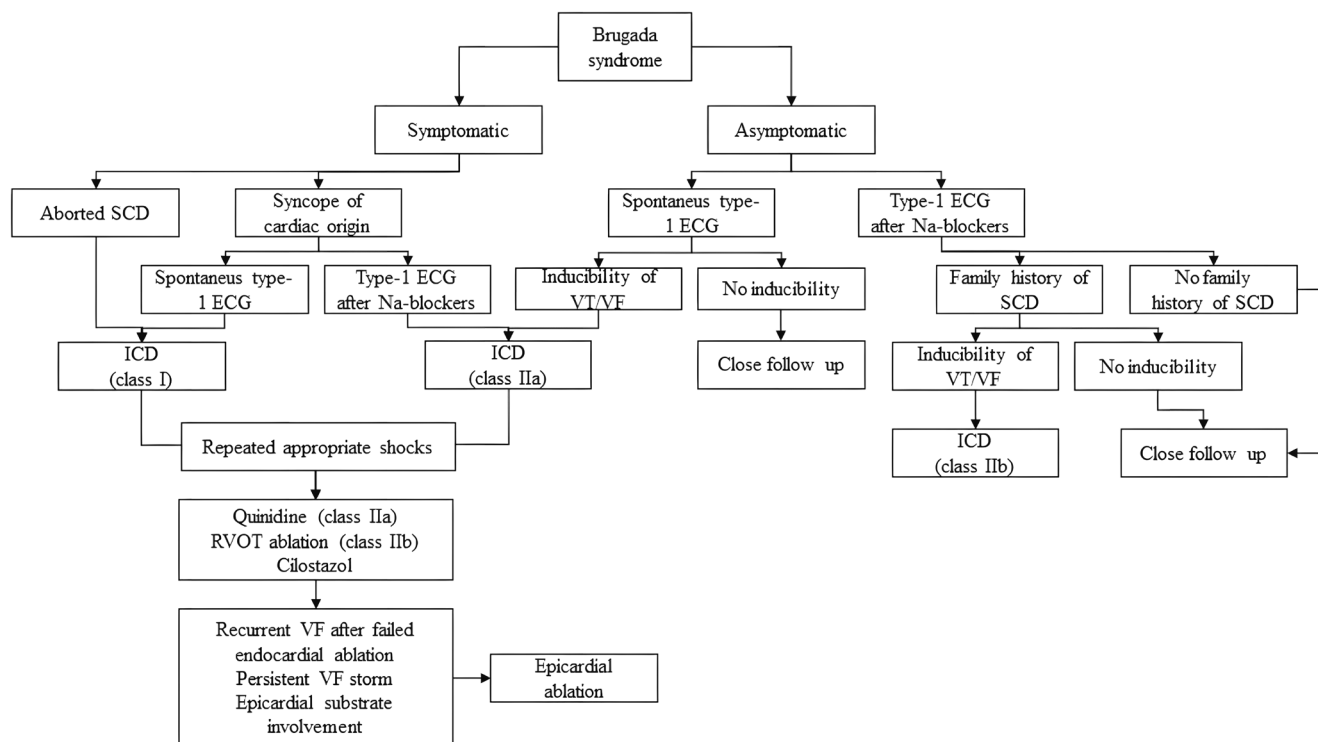 Brugada
syndrome
Symptomatic
Asymptomatic
Aborted SCD
Syncope of
cardiac origin
Spontaneus type-
1 ECG
Type-1 ECG
after Na-blockers
Spontaneus type-
1 ECG
Type-1 ECG
after Na-blockers
Inducibility of
VT/VF
No inducibility
Family history of
SCD
No family
history of SCD
ICD
(class I)
ICD
(class IIa)
Close follow up
Inducibility of
VT/VF
No inducibility
Repeated appropriate shocks
ICD
(class IIb)
Close follow up
Quinidine (class IIa)
RVOT ablation (class IIb)
Cilostazol
Recurrent VF after failed
endocardial ablation
Persistent VF storm
Epicardial substrate
involvement
Epicardial
ablation